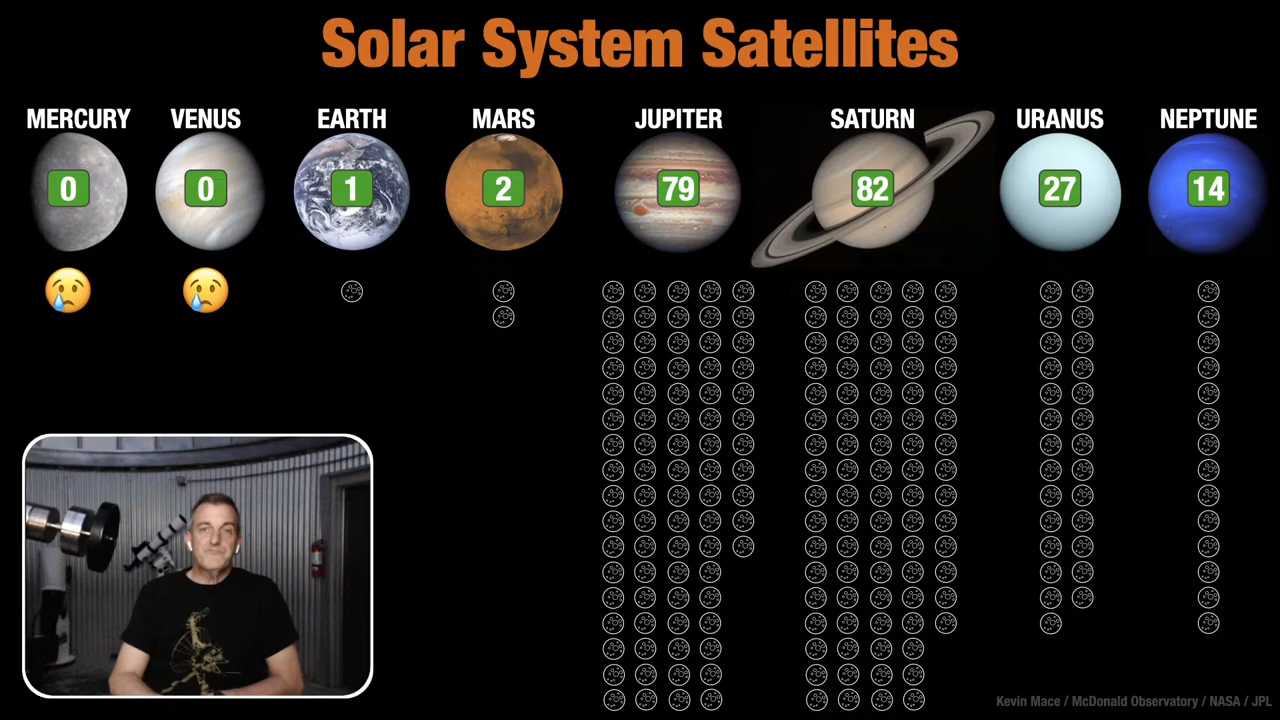 Solar System Satellites
MERCURY VENUS EARTH MARS JUPITER SATURN URANUS NEPTUNE
0 0 1 2 79 82 27 14
Kevin Mace / McDonald Observatory / NASA / JPL